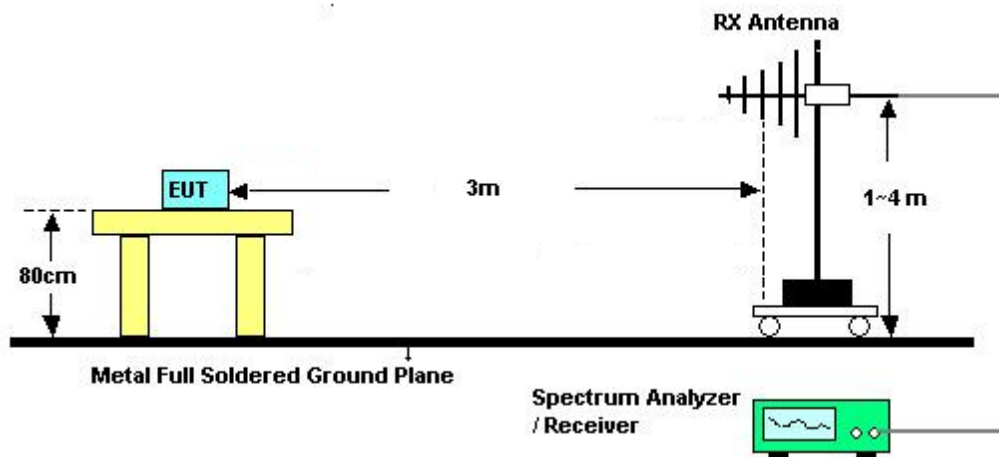 RX Antenna
EUT
3m
1~4 m
80cm
Metal Full Soldered Ground Plane
Spectrum Analyzer
/ Receiver